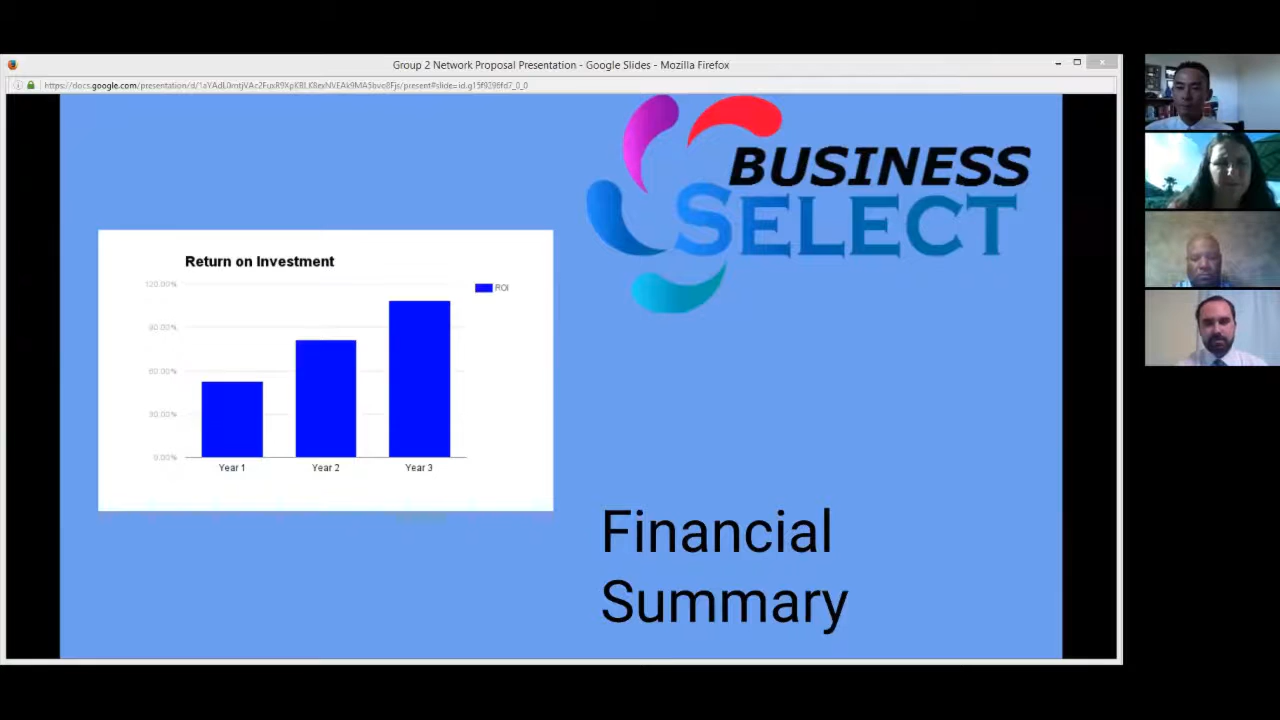 Group 2 Network Proposal Presentation - Google Slides - Mozilla Firefox
BUSINESS
SELECT
Return on Investment
120.00%
ROI
90.00%
60.00%
30.00%
0.00%
Year 1 Year 2 Year 3
Financial
Summary